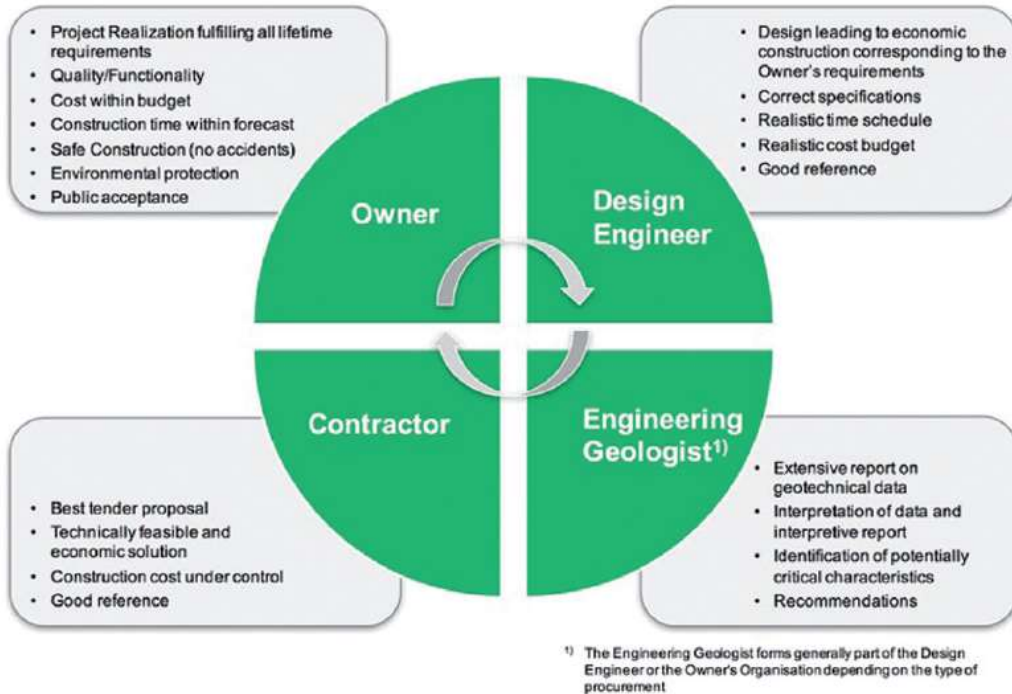 • Project Realization fulfilling all lifetime
requirements
• Quality/Functionality
• Cost within budget
• Construction time within forecast
• Safe Construction (no accidents)
• Environmental protection
• Public acceptance
• Design leading to economic
construction corresponding to the
Owner's requirements
• Correct specifications
• Realistic time schedule
• Realistic cost budget
• Good reference
Owner
Design
Engineer
Contractor
Engineering
Geologist¹⁾
• Best tender proposal
• Technically feasible and
economic solution
• Construction cost under control
• Good reference
• Extensive report on
geotechnical data
• Interpretation of data and
interpretive report
• Identification of potentially
critical characteristics
• Recommendations
¹⁾ The Engineering Geologist forms generally part of the Design
Engineer or the Owner's Organisation depending on the type of
procurement